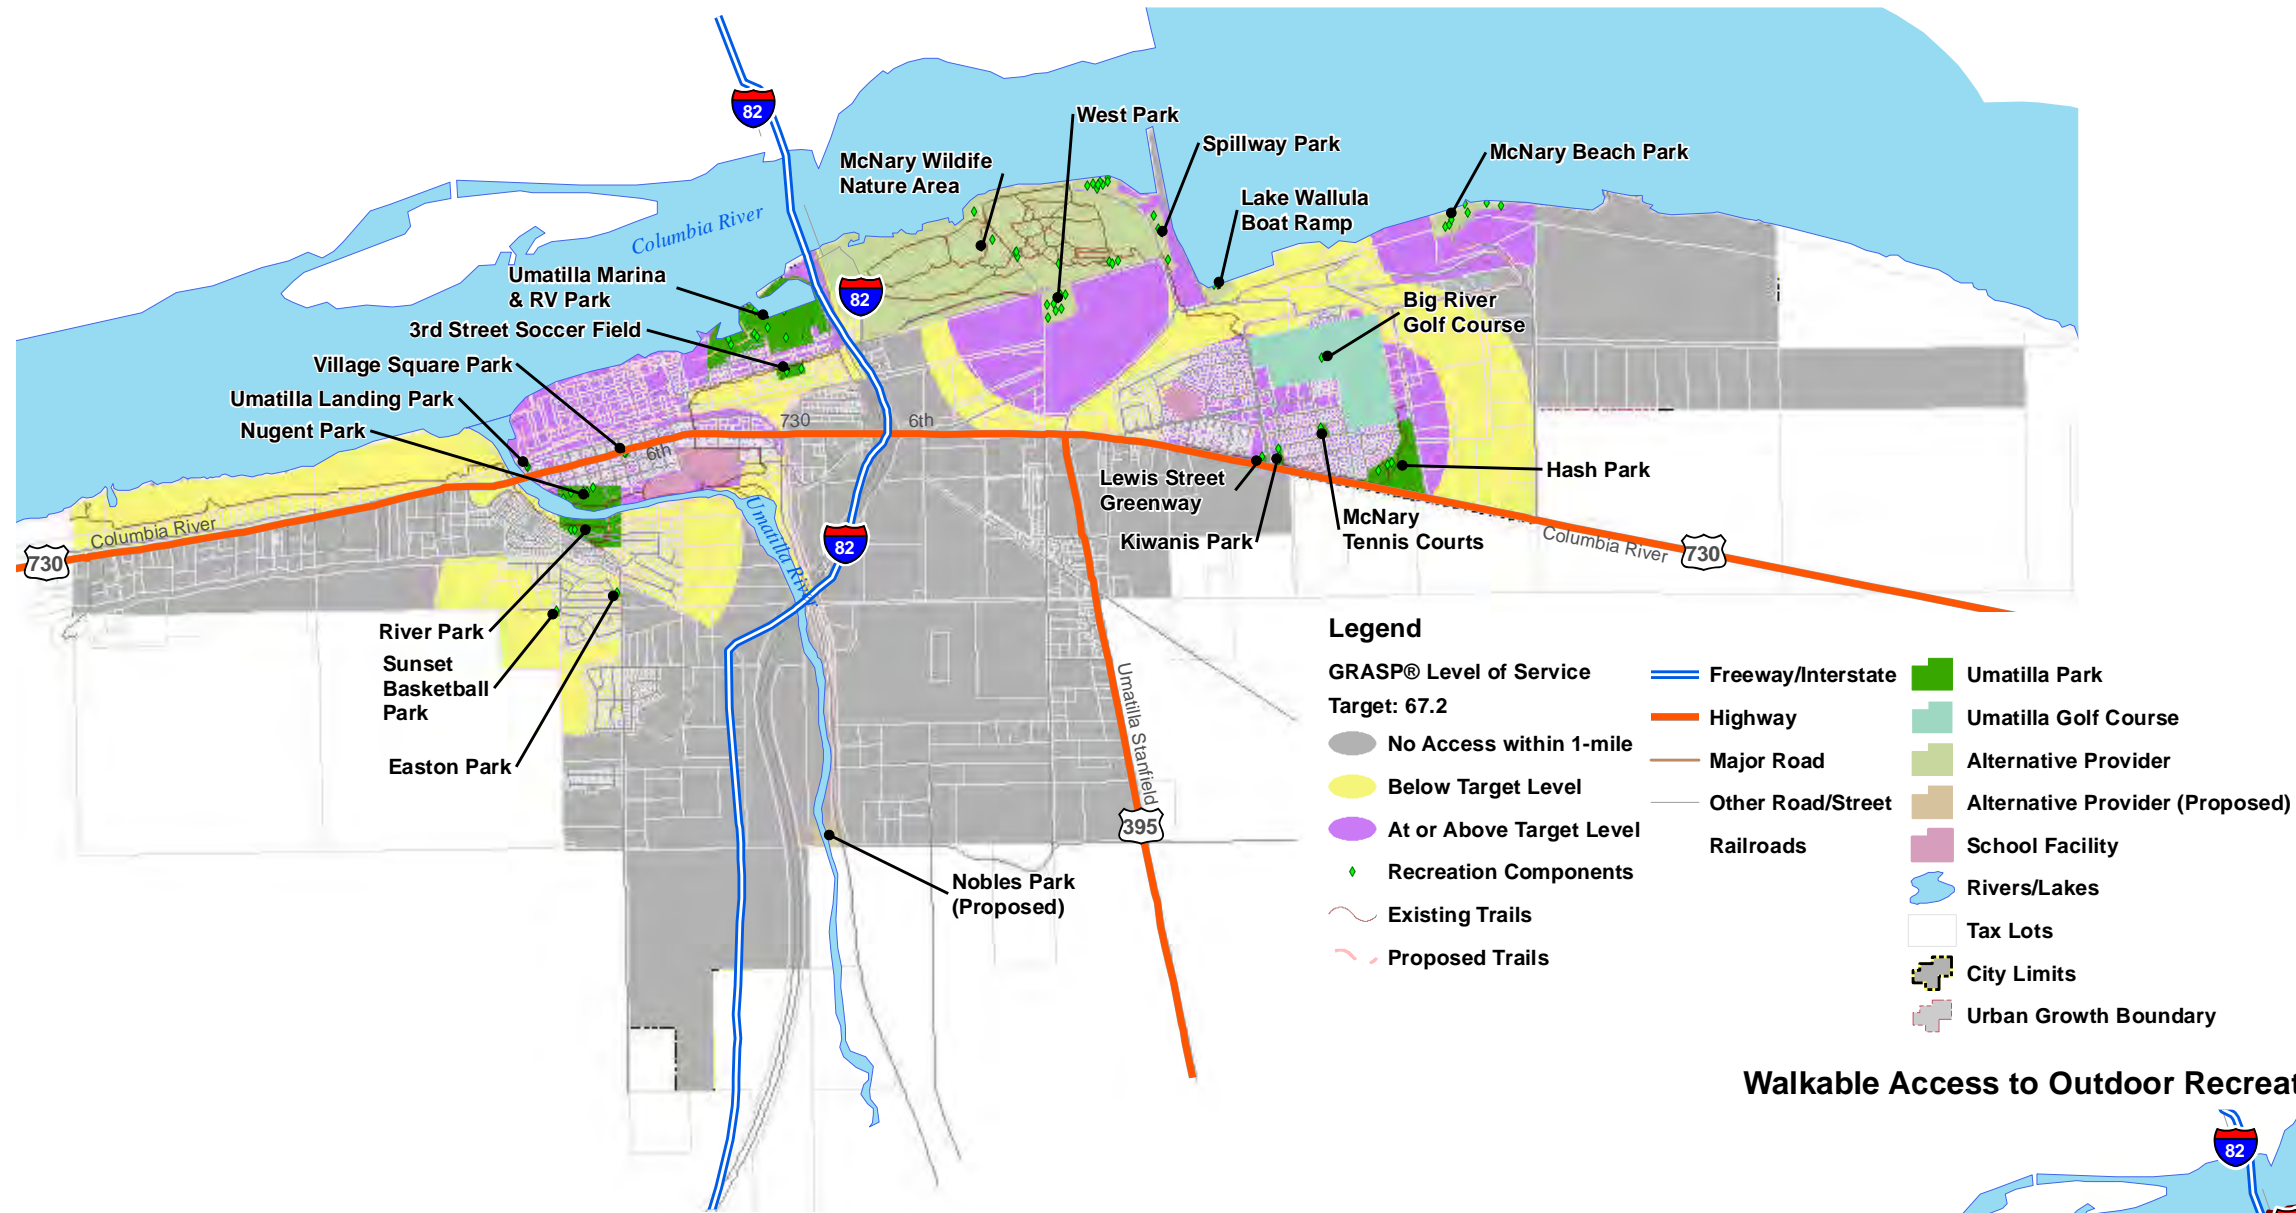 82
West Park
Spillway Park
McNary Wildife
Nature Area
McNary Beach Park
Lake Wallula
Boat Ramp
Columbia River
Umatilla Marina
& RV Park
82
Big River
Golf Course
3rd Street Soccer Field
Village Square Park
Umatilla Landing Park
Nugent Park
730
6th
6th
Hash Park
Lewis Street
Greenway
McNary
Tennis Courts
Kiwanis Park
Columbia River
730
Umatilla River
82
Columbia River
730
River Park
Sunset
Basketball
Park
Easton Park
Umatilla Stanfield
395
Nobles Park
(Proposed)
Legend
GRASP® Level of Service
Target: 67.2
No Access within 1-mile
Below Target Level
At or Above Target Level
Recreation Components
Existing Trails
Proposed Trails
Freeway/Interstate
Highway
Major Road
Other Road/Street
Railroads
Umatilla Park
Umatilla Golf Course
Alternative Provider
Alternative Provider (Proposed)
School Facility
Rivers/Lakes
Tax Lots
City Limits
Urban Growth Boundary
Walkable Access to Outdoor Recreat
82